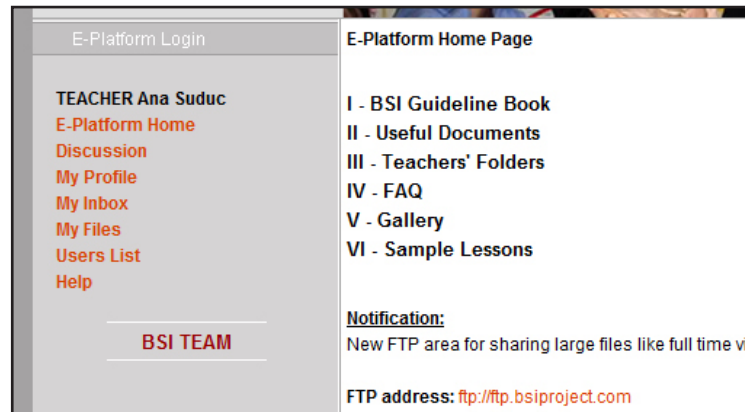 E-Platform Login
TEACHER Ana Suduc
E-Platform Home
Discussion
My Profile
My Inbox
My Files
Users List
Help
BSI TEAM
E-Platform Home Page
I - BSI Guideline Book
II - Useful Documents
III - Teachers' Folders
IV - FAQ
V - Gallery
VI - Sample Lessons
Notification:
New FTP area for sharing large files like full time
FTP address: ftp://ftp.bsiproject.com